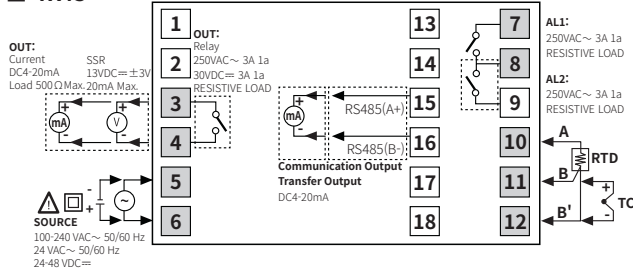 OUT:
Current
DC4-20mA
Load 500ΩMax.
SSR
13VDC⎓±3V
20mA Max.
mA
V
+
-
+
-
1
2
3
4
5
6
OUT:
Relay
250VAC～ 3A 1a
30VDC⎓ 3A 1a
RESISTIVE LOAD
-
+
SOURCE
100-240 VAC～ 50/60 Hz
24 VAC～ 50/60 Hz
24-48 VDC⎓
mA
+
-
+
-
RS485(A+)
RS485(B-)
Communication Output
Transfer Output
DC4-20mA
13
14
15
16
17
18
7
8
9
10
11
12
AL1:
250VAC～ 3A 1a
RESISTIVE LOAD
AL2:
250VAC～ 3A 1a
RESISTIVE LOAD
A
B
B'
RTD
+
-
TC